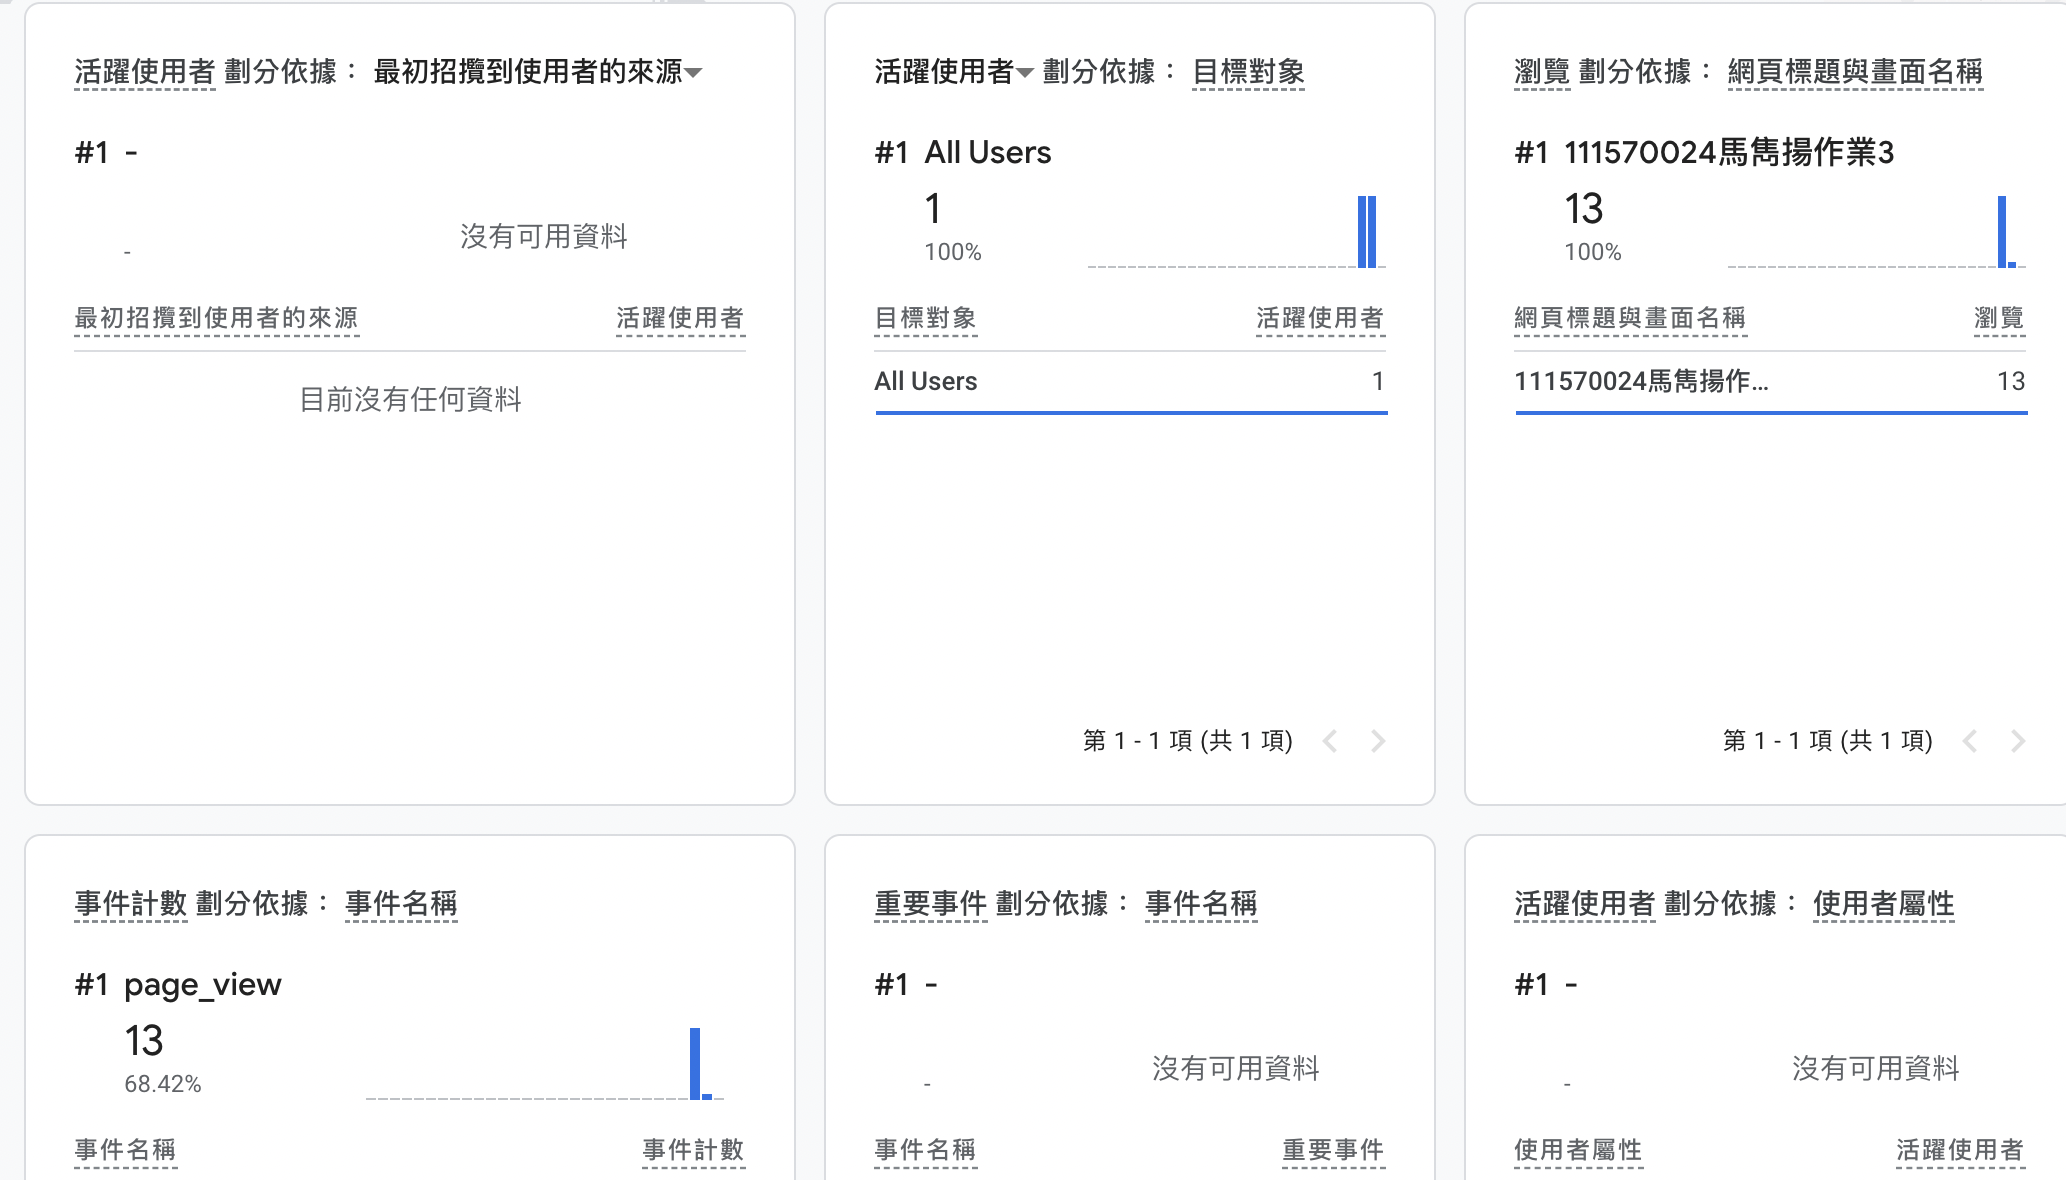 活躍使用者 劃分依據： 最初招攬到使用者的來源
#1 -
-
沒有可用資料
最初招攬到使用者的來源 活躍使用者
目前沒有任何資料
活躍使用者 劃分依據： 目標對象
#1 All Users
1
100%
目標對象 活躍使用者
All Users 1
第 1 - 1 項 (共 1 項)
瀏覽 劃分依據： 網頁標題與畫面名稱
#1 111570024馬雋揚作業3
13
100%
網頁標題與畫面名稱 瀏覽
111570024馬雋揚作... 13
第 1 - 1 項 (共 1 項)
事件計數 劃分依據： 事件名稱
#1 page_view
13
68.42%
事件名稱 事件計數
重要事件 劃分依據： 事件名稱
#1 -
-
沒有可用資料
事件名稱 重要事件
活躍使用者 劃分依據： 使用者屬性
#1 -
-
沒有可用資料
使用者屬性 活躍使用者